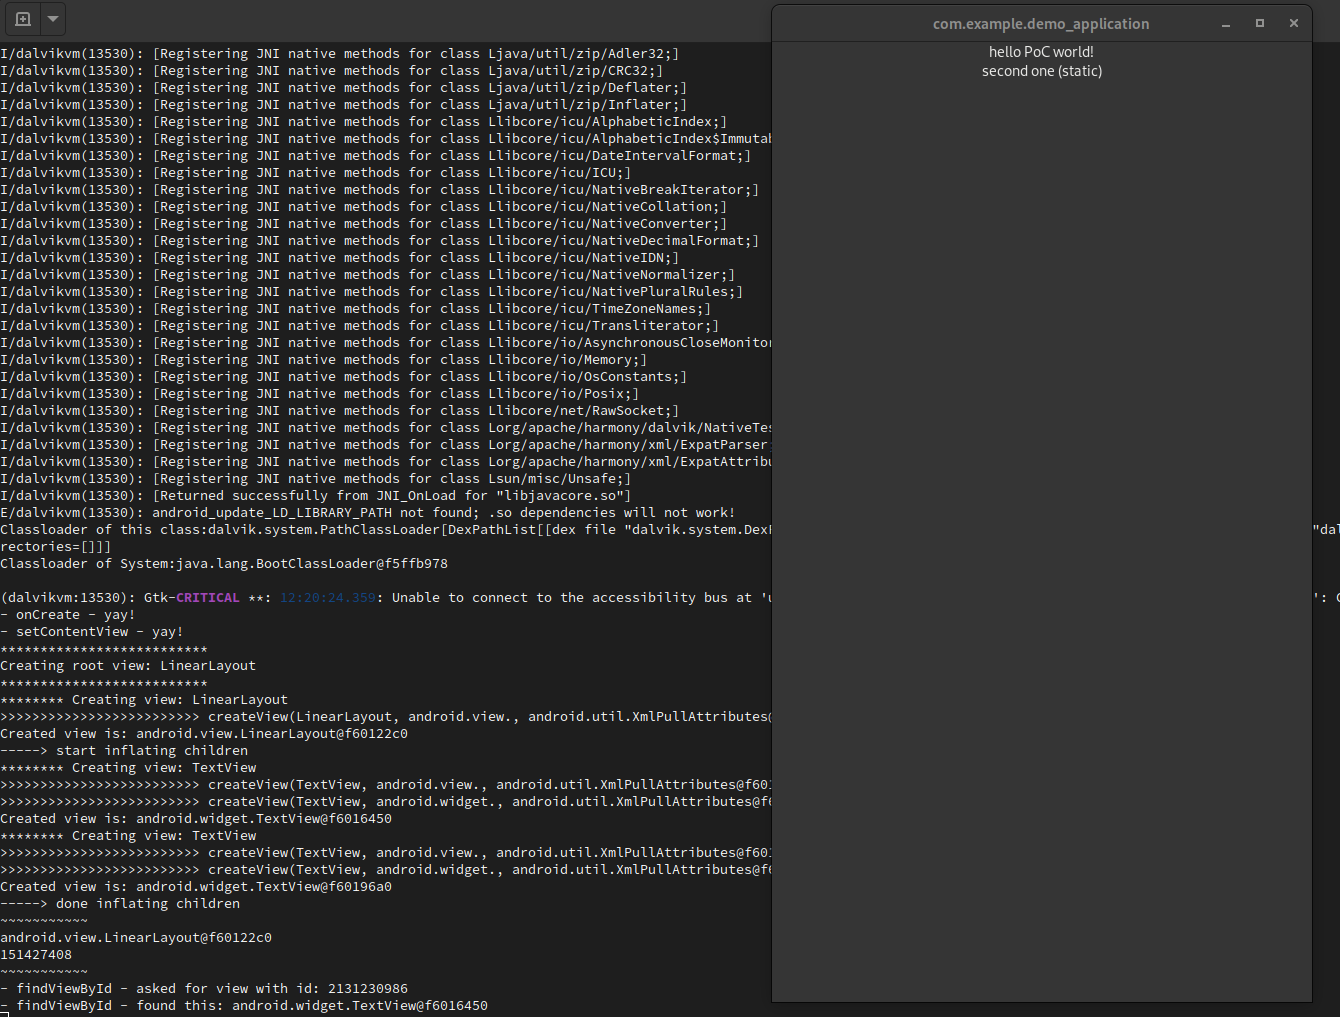 com.example.demo_application
hello PoC world!
second one (static)
I/dalvikvm(13530): [Registering JNI native methods for class Ljava/util/zip/Adler32;]
I/dalvikvm(13530): [Registering JNI native methods for class Ljava/util/zip/CRC32;]
I/dalvikvm(13530): [Registering JNI native methods for class Ljava/util/zip/Deflater;]
I/dalvikvm(13530): [Registering JNI native methods for class Ljava/util/zip/Inflater;]
I/dalvikvm(13530): [Registering JNI native methods for class Llibcore/icu/AlphabeticIndex;]
I/dalvikvm(13530): [Registering JNI native methods for class Llibcore/icu/AlphabeticIndex$Immutab
I/dalvikvm(13530): [Registering JNI native methods for class Llibcore/icu/DateIntervalFormat;]
I/dalvikvm(13530): [Registering JNI native methods for class Llibcore/icu/ICU;]
I/dalvikvm(13530): [Registering JNI native methods for class Llibcore/icu/NativeBreakIterator;]
I/dalvikvm(13530): [Registering JNI native methods for class Llibcore/icu/NativeCollation;]
I/dalvikvm(13530): [Registering JNI native methods for class Llibcore/icu/NativeConverter;]
I/dalvikvm(13530): [Registering JNI native methods for class Llibcore/icu/NativeDecimalFormat;]
I/dalvikvm(13530): [Registering JNI native methods for class Llibcore/icu/NativeIDN;]
I/dalvikvm(13530): [Registering JNI native methods for class Llibcore/icu/NativeNormalizer;]
I/dalvikvm(13530): [Registering JNI native methods for class Llibcore/icu/NativePluralRules;]
I/dalvikvm(13530): [Registering JNI native methods for class Llibcore/icu/TimeZoneNames;]
I/dalvikvm(13530): [Registering JNI native methods for class Llibcore/icu/Transliterator;]
I/dalvikvm(13530): [Registering JNI native methods for class Llibcore/io/AsynchronousCloseMonitor
I/dalvikvm(13530): [Registering JNI native methods for class Llibcore/io/Memory;]
I/dalvikvm(13530): [Registering JNI native methods for class Llibcore/io/OsConstants;]
I/dalvikvm(13530): [Registering JNI native methods for class Llibcore/io/Posix;]
I/dalvikvm(13530): [Registering JNI native methods for class Llibcore/net/RawSocket;]
I/dalvikvm(13530): [Registering JNI native methods for class Lorg/apache/harmony/dalvik/NativeTes
I/dalvikvm(13530): [Registering JNI native methods for class Lorg/apache/harmony/xml/ExpatParser;
I/dalvikvm(13530): [Registering JNI native methods for class Lorg/apache/harmony/xml/ExpatAttribu
I/dalvikvm(13530): [Registering JNI native methods for class Lsun/misc/Unsafe;]
I/dalvikvm(13530): [Returned successfully from JNI_OnLoad for "libjavacore.so"]
E/dalvikvm(13530): android_update_LD_LIBRARY_PATH not found; .so dependencies will not work!
Classloader of this class:dalvik.system.PathClassLoader[DexPathList[[dex file "dalvik.system.DexF "dal
rectories=[]]]
Classloader of System:java.lang.BootClassLoader@f5ffb978
(dalvikvm:13530): Gtk-CRITICAL **: 12:20:24.359: Unable to connect to the accessibility bus at 'u ': C
- onCreate - yay!
- setContentView - yay!
**************************
Creating root view: LinearLayout
**************************
******** Creating view: LinearLayout
>>>>>>>>>>>>>>>>>>>>>>>>> createView(LinearLayout, android.view., android.util.XmlPullAttributes@
Created view is: android.view.LinearLayout@f60122c0
-----> start inflating children
******** Creating view: TextView
>>>>>>>>>>>>>>>>>>>>>>>>> createView(TextView, android.view., android.util.XmlPullAttributes@f601
>>>>>>>>>>>>>>>>>>>>>>>>> createView(TextView, android.widget., android.util.XmlPullAttributes@f6
Created view is: android.widget.TextView@f6016450
******** Creating view: TextView
>>>>>>>>>>>>>>>>>>>>>>>>> createView(TextView, android.view., android.util.XmlPullAttributes@f601
>>>>>>>>>>>>>>>>>>>>>>>>> createView(TextView, android.widget., android.util.XmlPullAttributes@f6
Created view is: android.widget.TextView@f60196a0
-----> done inflating children
~~~~~~~~~~~
android.view.LinearLayout@f60122c0
151427408
~~~~~~~~~~~
- findViewById - asked for view with id: 2131230986
- findViewById - found this: android.widget.TextView@f6016450